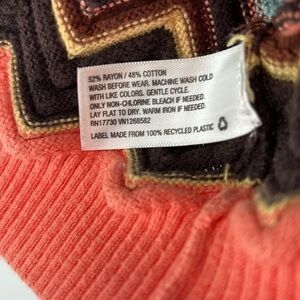 52% RAYON / 48% COTTON
WASH BEFORE WEAR. MACHINE WASH COLD
WITH LIKE COLORS. GENTLE CYCLE.
ONLY NON-CHLORINE BLEACH IF NEEDED.
LAY FLAT TO DRY. WARM IRON IF NEEDED.
RN17730 VN1268582
LABEL MADE FROM 100% RECYCLED PLASTIC